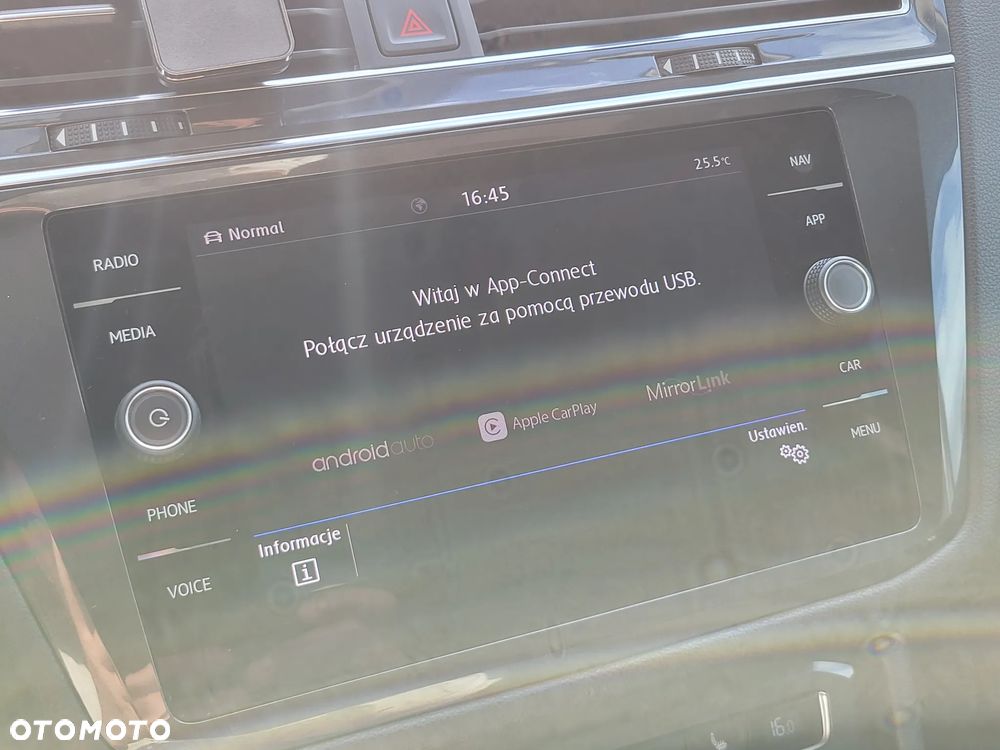 25.5°C
16:45
Normal
NAV
APP
RADIO
MEDIA
Witaj w App-Connect
Połącz urządzenie za pomocą przewodu USB.
CAR
MENU
androidauto
Apple CarPlay
MirrorLink
Ustawien.
PHONE
VOICE
Informacje
i
16.0
OTOMOTO